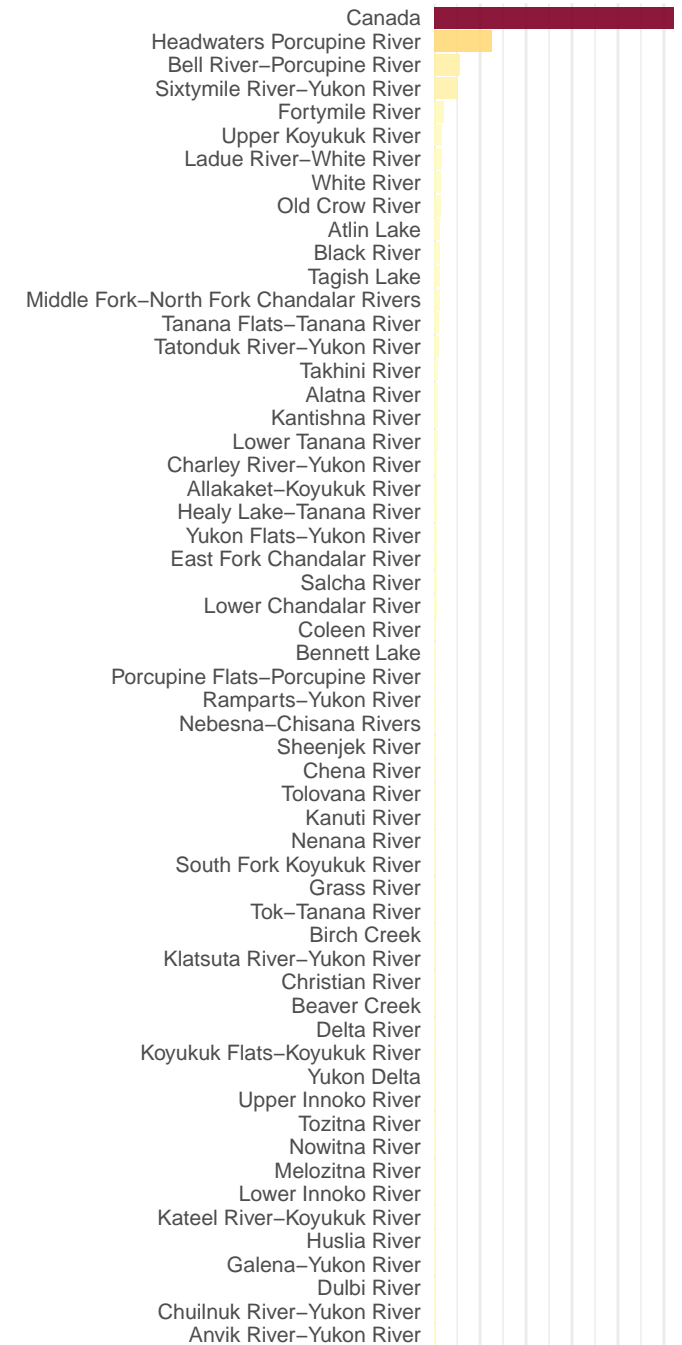 Canada
Headwaters Porcupine River
Bell River−Porcupine River
Sixtymile River−Yukon River
Fortymile River
Upper Koyukuk River
Ladue River−White River
White River
Old Crow River
Atlin Lake
Black River
Tagish Lake
Middle Fork−North Fork Chandalar Rivers
Tanana Flats−Tanana River
Tatonduk River−Yukon River
Takhini River
Alatna River
Kantishna River
Lower Tanana River
Charley River−Yukon River
Allakaket−Koyukuk River
Healy Lake−Tanana River
Yukon Flats−Yukon River
East Fork Chandalar River
Salcha River
Lower Chandalar River
Coleen River
Bennett Lake
Porcupine Flats−Porcupine River
Ramparts−Yukon River
Nebesna−Chisana Rivers
Sheenjek River
Chena River
Tolovana River
Kanuti River
Nenana River
South Fork Koyukuk River
Grass River
Tok−Tanana River
Birch Creek
Klatsuta River−Yukon River
Christian River
Beaver Creek
Delta River
Koyukuk Flats−Koyukuk River
Yukon Delta
Upper Innoko River
Tozitna River
Nowitna River
Melozitna River
Lower Innoko River
Kateel River−Koyukuk River
Huslia River
Galena−Yukon River
Dulbi River
Chuilnuk River−Yukon River
Anvik River−Yukon River